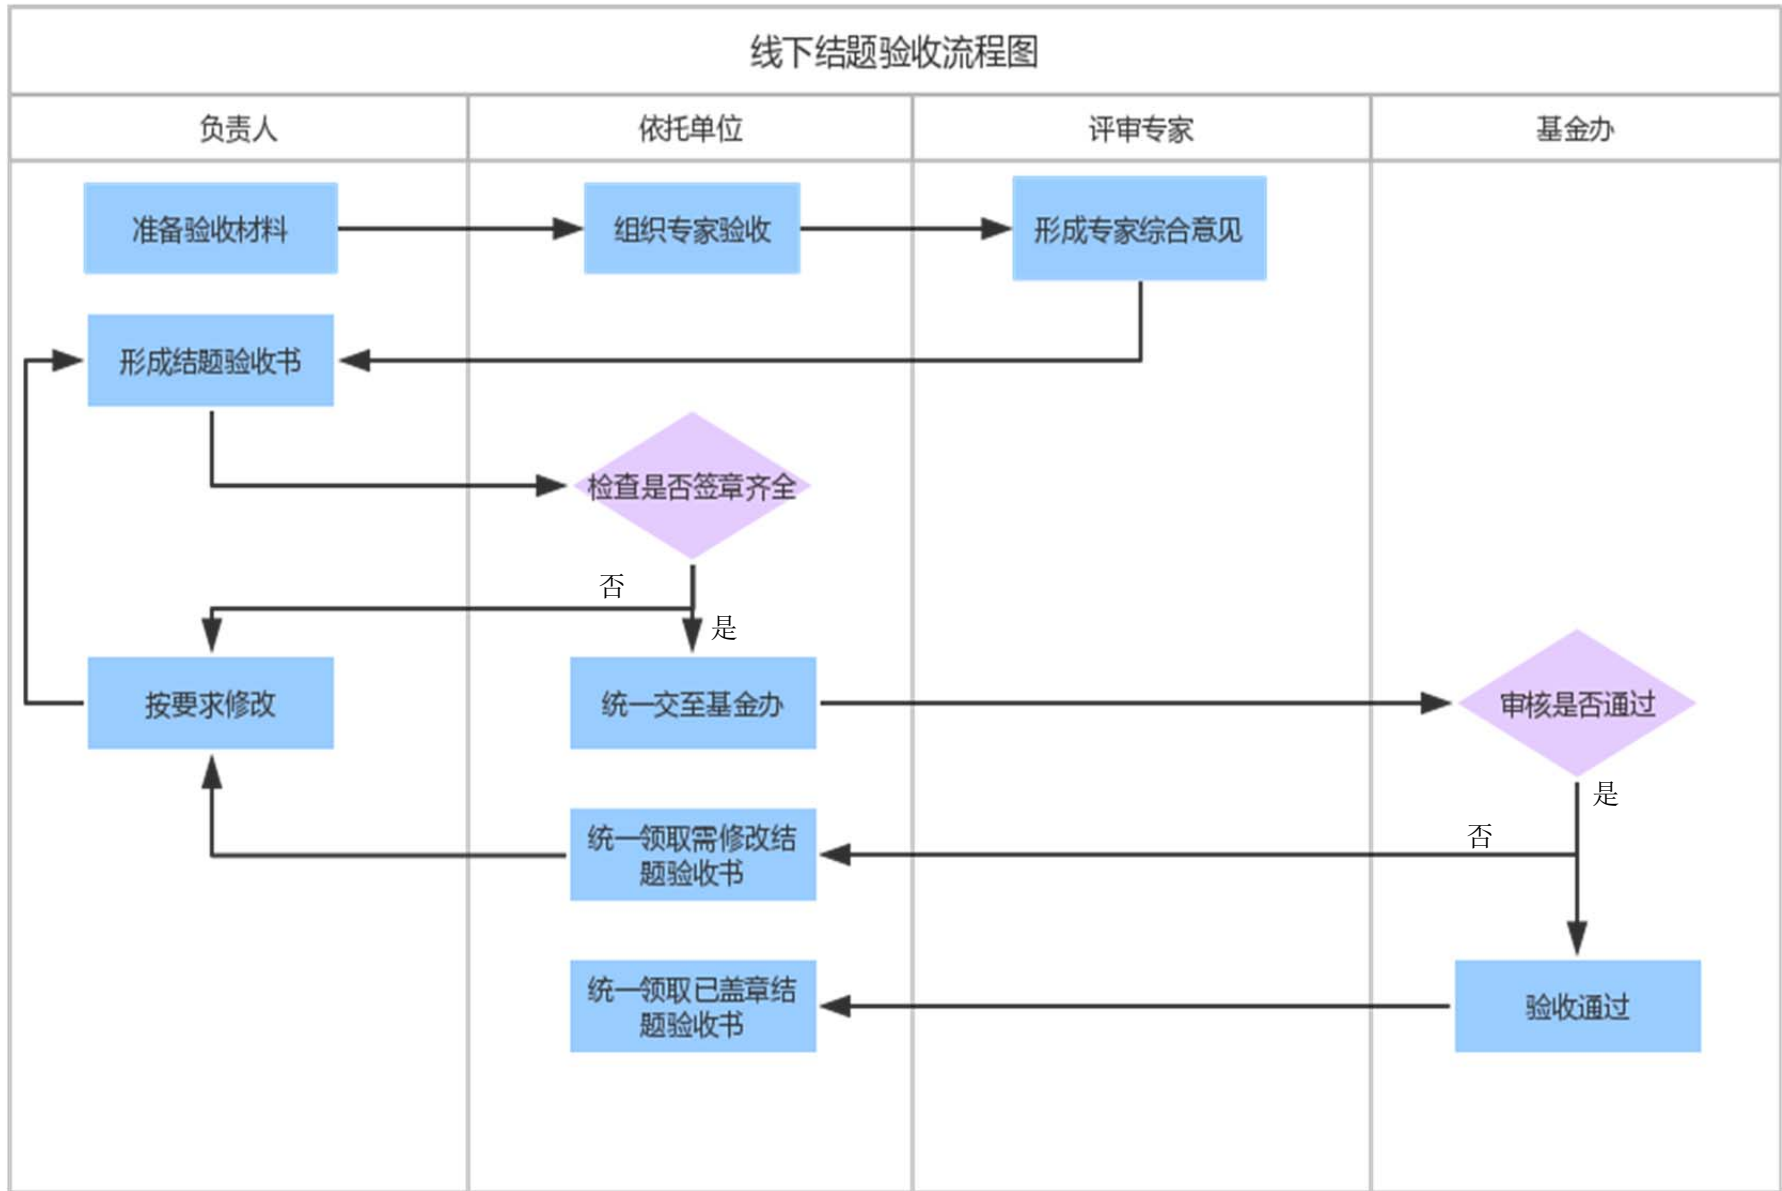 线下结题验收流程图
负责人
依托单位
评审专家
基金办
准备验收材料
组织专家验收
形成专家综合意见
形成结题验收书
检查是否签章齐全
否
是
按要求修改
统一交至基金办
审核是否通过
是
否
统一领取需修改结
题验收书
统一领取已盖章结
题验收书
验收通过